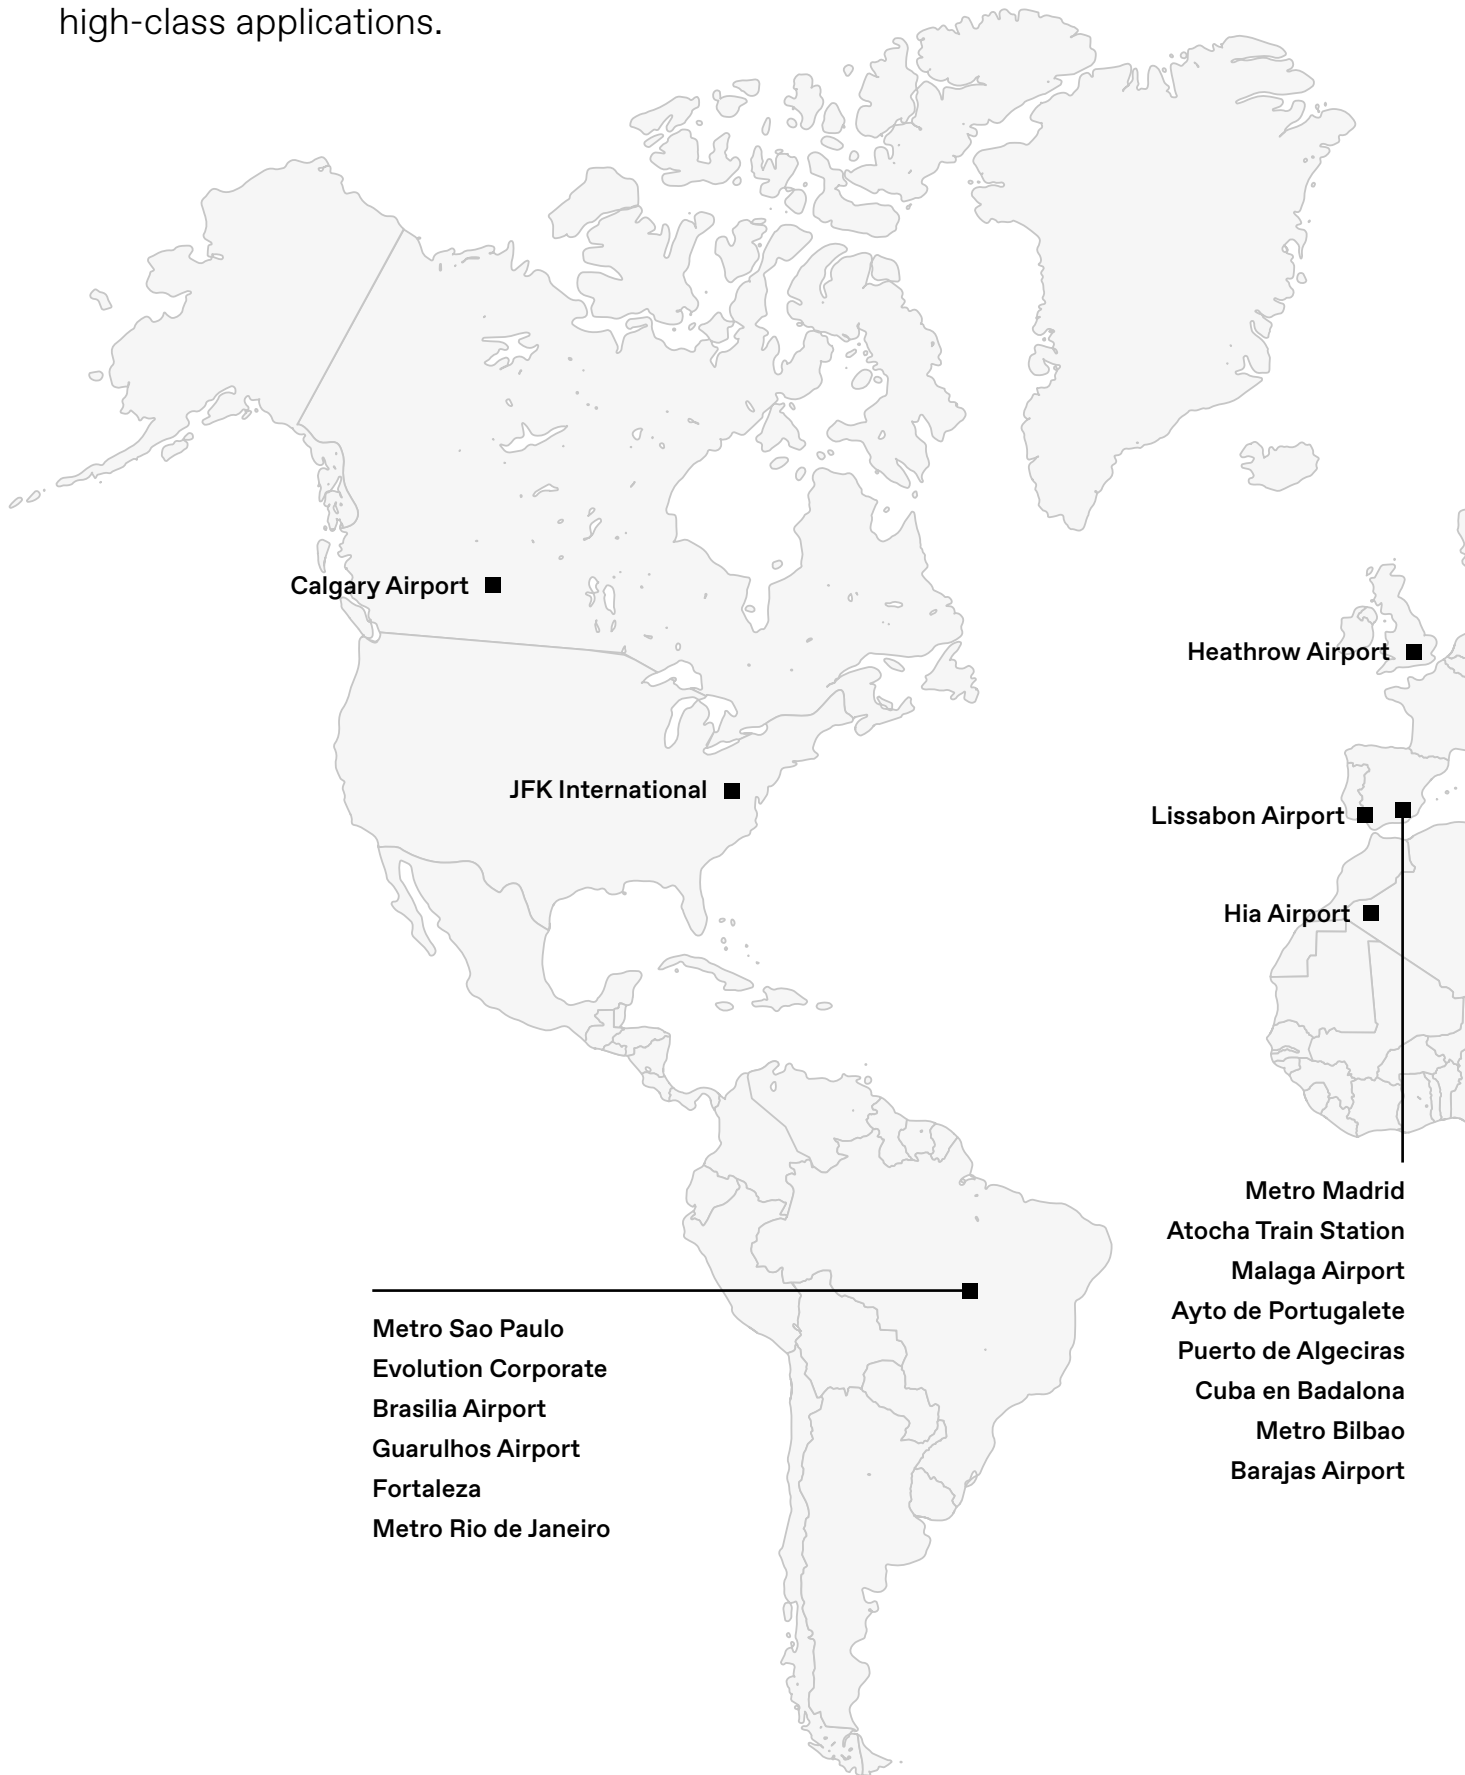 high-class applications.
Calgary Airport
Heathrow Airport
JFK International
Lissabon Airport
Hia Airport
Metro Madrid
Atocha Train Station
Malaga Airport
Ayto de Portugalete
Puerto de Algeciras
Cuba en Badalona
Metro Bilbao
Barajas Airport
Metro Sao Paulo
Evolution Corporate
Brasilia Airport
Guarulhos Airport
Fortaleza
Metro Rio de Janeiro